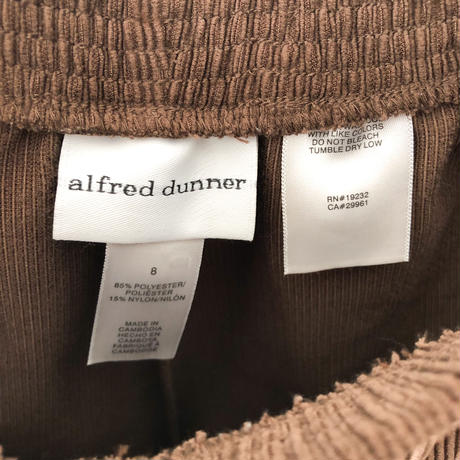 alfred dunner
8
85% POLYESTER/
15% NYLON/NILÓN
MADE IN
CAMBODIA
HECHO EN
CAMBOYA
FABRIQUÉ AU
CAMBODGE
WITH LIKE COLORS
DO NOT BLEACH
TUMBLE DRY LOW
RN#19232
CA#29961